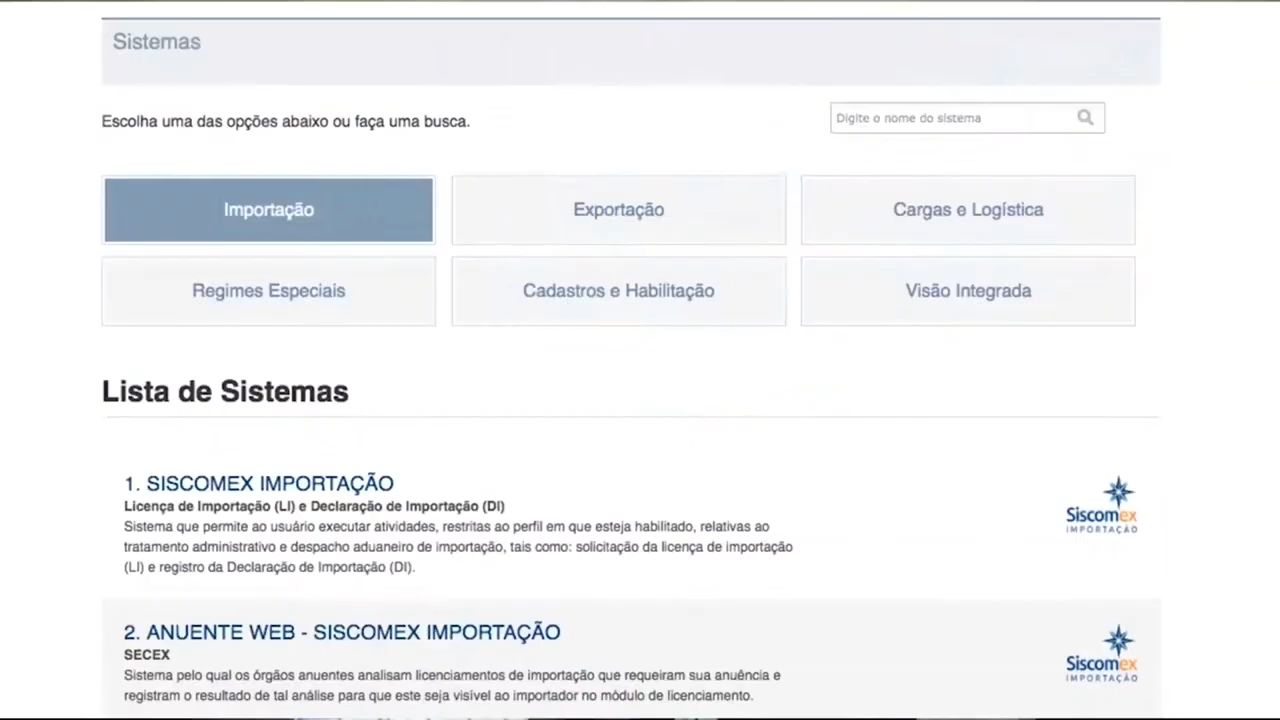 Sistemas
Escolha uma das opções abaixo ou faça uma busca.
Digite o nome do sistema
Importação
Exportação
Cargas e Logística
Regimes Especiais
Cadastros e Habilitação
Visão Integrada
Lista de Sistemas
1. SISCOMEX IMPORTAÇÃO
Licença de Importação (LI) e Declaração de Importação (DI)
Sistema que permite ao usuário executar atividades, restritas ao perfil em que esteja habilitado, relativas ao
tratamento administrativo e despacho aduaneiro de importação, tais como: solicitação da licença de importação
(LI) e registro da Declaração de Importação (DI).
Siscomex
IMPORTAÇÃO
2. ANUENTE WEB - SISCOMEX IMPORTAÇÃO
SECEX
Sistema pelo qual os órgãos anuentes analisam licenciamentos de importação que requeiram sua anuência e
registram o resultado de tal análise para que este seja visível ao importador no módulo de licenciamento.
Siscomex
IMPORTAÇÃO